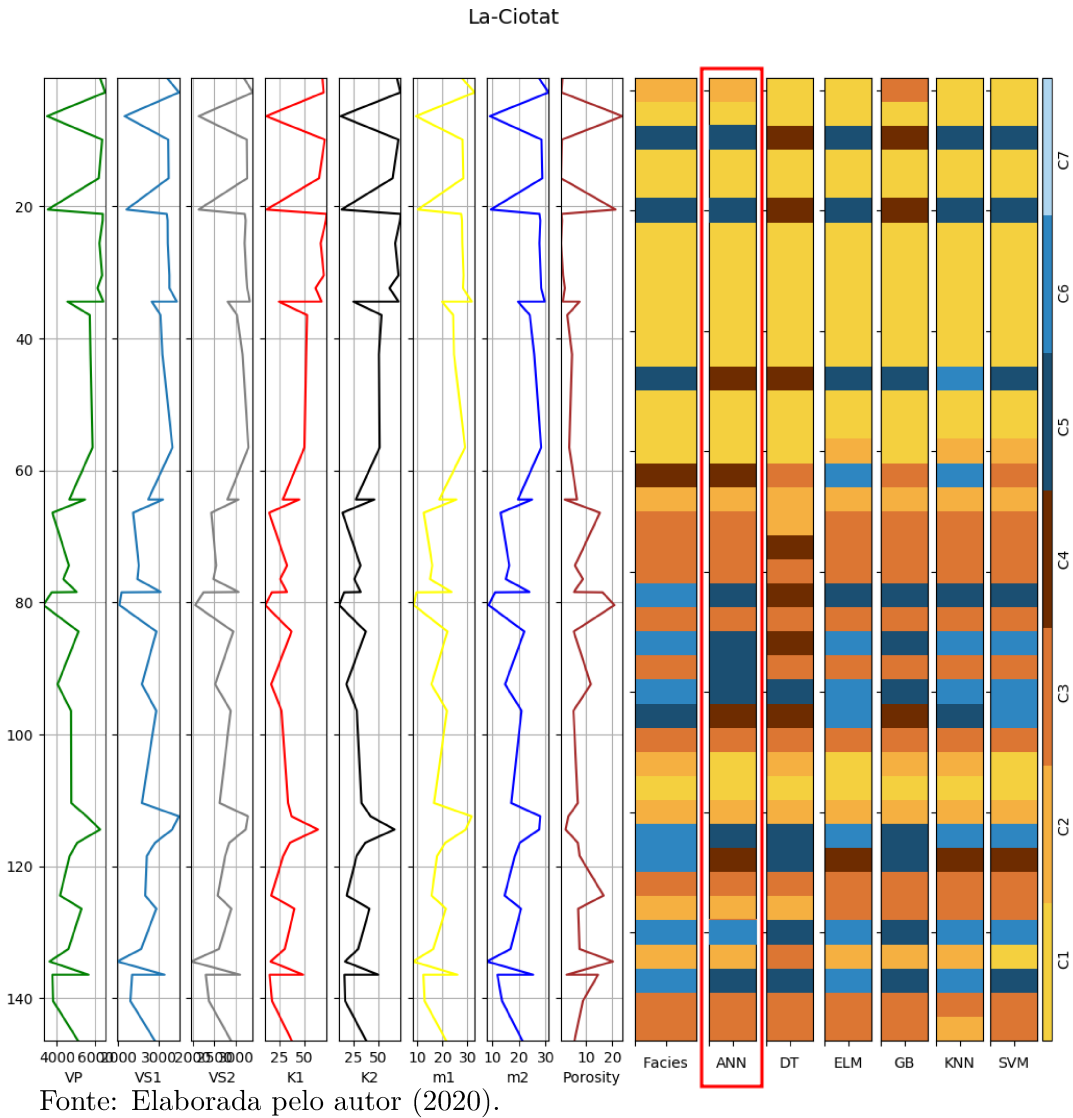 La-Ciotat
20
40
60
80
100
120
140
4000 6000
2000 3000
2000 2500 3000
25 50
25 50
10 20 30
10 20 30
10 20
VP VS1 VS2 K1 K2 m1 m2 Porosity Facies ANN DT ELM GB KNN SVM
C7
C6
C5
C4
C3
C2
C1
Fonte: Elaborada pelo autor (2020).